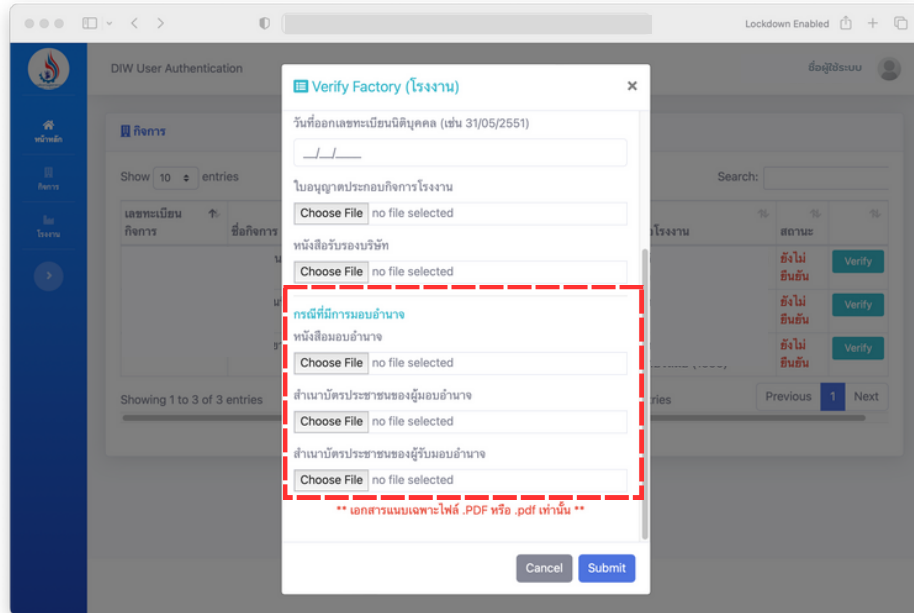 Lockdown Enabled
DIW User Authentication
ชื่อผู้ใช้ระบบ
หน้าหลัก
กิจการ
โรงงาน
กิจการ
Show 10 entries
Search:
เลขทะเบียน
กิจการ
ชื่อกิจการ
สถานะ
ยังไม่
ยืนยัน
Verify
ยังไม่
ยืนยัน
Verify
ยังไม่
ยืนยัน
Verify
Showing 1 to 3 of 3 entries
Previous 1 Next
Verify Factory (โรงงาน)
×
วันที่ออกเลขทะเบียนนิติบุคคล (เช่น 31/05/2551)
__/__/____
ใบอนุญาตประกอบกิจการโรงงาน
Choose File no file selected
หนังสือรับรองบริษัท
Choose File no file selected
กรณีที่มีการมอบอำนาจ
หนังสือมอบอำนาจ
Choose File no file selected
สำเนาบัตรประชาชนของผู้มอบอำนาจ
Choose File no file selected
สำเนาบัตรประชาชนของผู้รับมอบอำนาจ
Choose File no file selected
** เอกสารแนบเฉพาะไฟล์ .PDF หรือ .pdf เท่านั้น **
Cancel
Submit